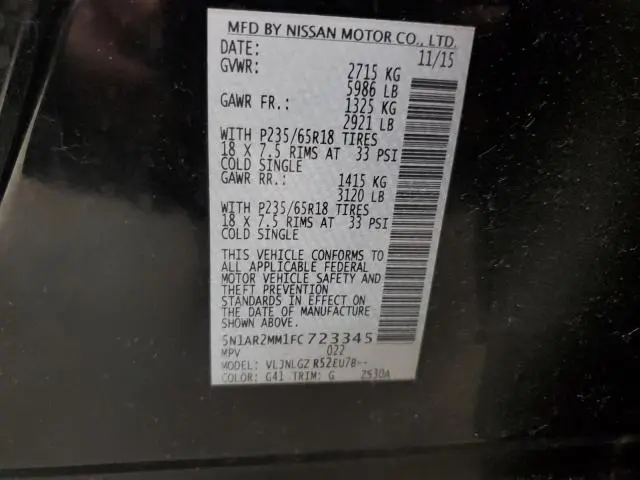 MFD BY NISSAN MOTOR CO., LTD.
DATE: 11/15
GVWR: 2715 KG
5986 LB
GAWR FR.: 1325 KG
2921 LB
WITH P235/65R18 TIRES
18 X 7.5 RIMS AT 33 PSI
COLD SINGLE
GAWR RR.: 1415 KG
3120 LB
WITH P235/65R18 TIRES
18 X 7.5 RIMS AT 33 PSI
COLD SINGLE
THIS VEHICLE CONFORMS TO
ALL APPLICABLE FEDERAL
MOTOR VEHICLE SAFETY AND
THEFT PREVENTION
STANDARDS IN EFFECT ON
THE DATE OF MANUFACTURE
SHOWN ABOVE.
5N1AR2MM1FC723345
MPV 022
MODEL: VLJNLGZ R52EU78--
COLOR: G41 TRIM: G Z530A